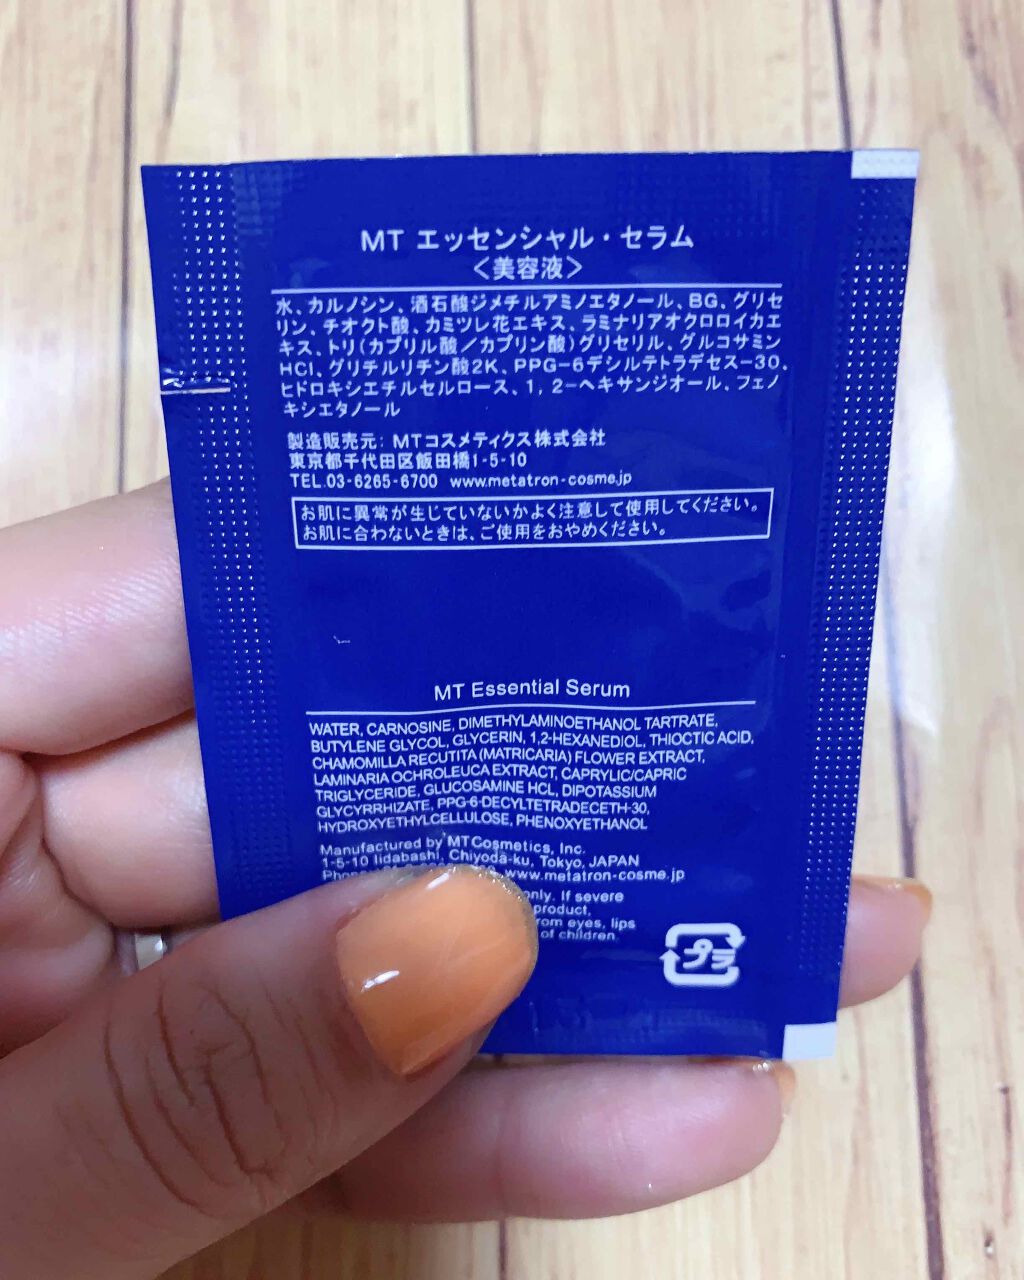 MT エッセンシャル・セラム
＜美容液＞
水、カルノシン、酒石酸ジメチルアミノエタノール、BG、グリセ
リン、チオクト酸、カミツレ花エキス、ラミナリアオクロロイカエ
キス、トリ(カプリル酸／カプリン酸)グリセリル、グルコサミン
HCl、グリチルリチン酸2K、PPG-6デシルテトラデセス-30、
ヒドロキシエチルセルロース、1，2-ヘキサンジオール、フェノ
キシエタノール
製造販売元：MTコスメティクス株式会社
東京都千代田区飯田橋1-5-10
TEL.03-6265-6700 www.metatron-cosme.jp
お肌に異常が生じていないかよく注意して使用してください。
お肌に合わないときは、ご使用をおやめください。
MT Essential Serum
WATER, CARNOSINE, DIMETHYLAMINOETHANOL TARTRATE,
BUTYLENE GLYCOL, GLYCERIN, 1,2-HEXANEDIOL, THIOCTIC ACID,
CHAMOMILLA RECUTITA (MATRICARIA) FLOWER EXTRACT,
LAMINARIA OCHROLEUCA EXTRACT, CAPRYLIC/CAPRIC
TRIGLYCERIDE, GLUCOSAMINE HCL, DIPOTASSIUM
GLYCYRRHIZATE, PPG-6-DECYLTETRADECETH-30,
HYDROXYETHYLCELLULOSE, PHENOXYETHANOL
Manufactured by MTCosmetics, Inc.
1-5-10 Iidabashi, Chiyoda-ku, Tokyo, JAPAN
www.metatron-cosme.jp
only. If severe
product,
from eyes, lips
of children.
プラ